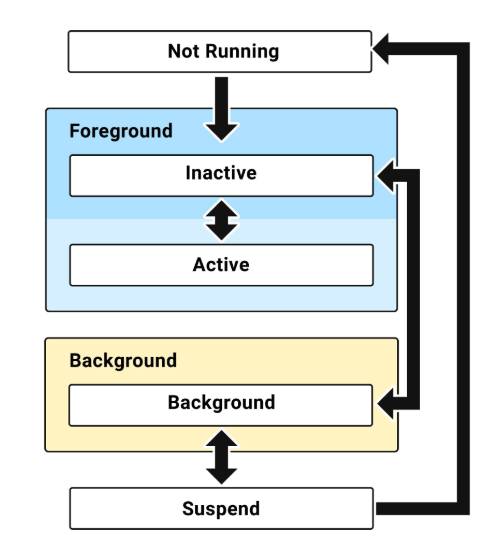 Not Running
Foreground
Inactive
Active
Background
Background
Suspend